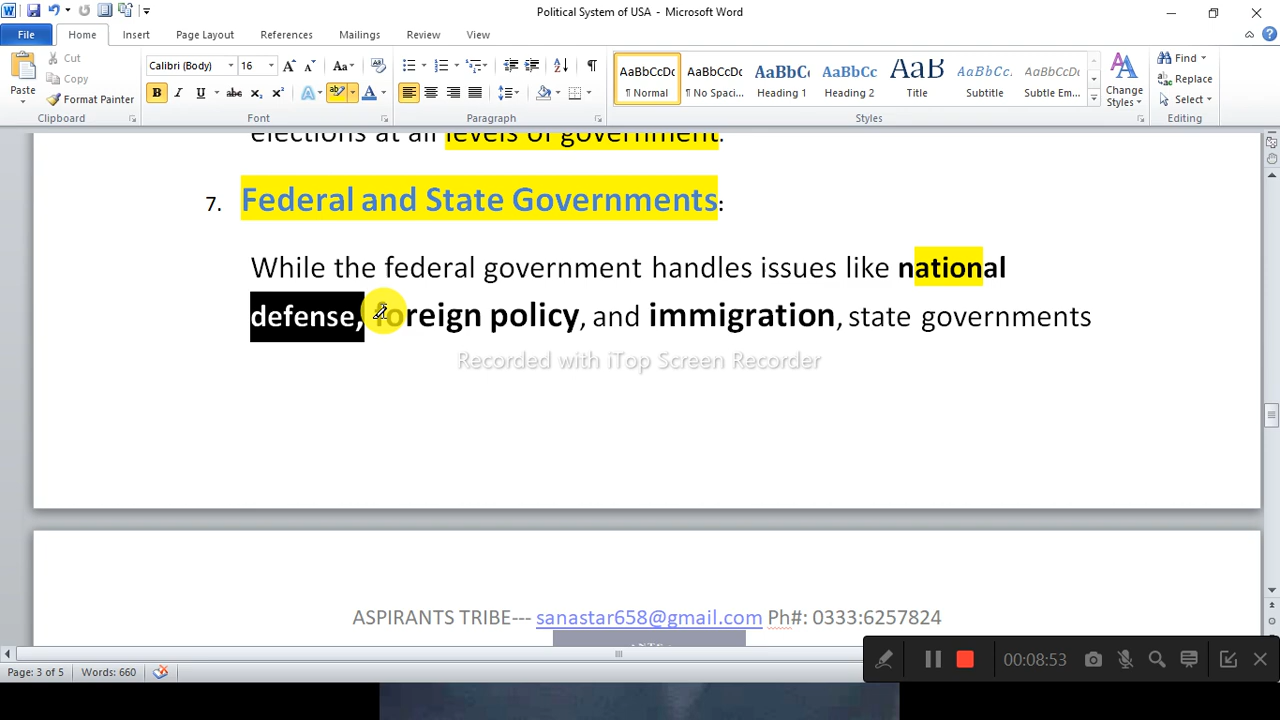 Political System of USA - Microsoft Word
File Home Insert Page Layout References Mailings Review View
Paste Cut Copy Format Painter Clipboard
Calibri (Body) 16 Font
Paragraph
AaBbCcDc AaBbCcDc AaBbCc AaBbCc AaB AaBbCcDc AaBbCcDc
¶ Normal ¶ No Spaci... Heading 1 Heading 2 Title Subtitle Subtle Em...
Styles
Change Styles
Find Replace Select Editing
elections at all levels of government.
7. Federal and State Governments:
While the federal government handles issues like national
defense, foreign policy, and immigration, state governments
Recorded with iTop Screen Recorder
ASPIRANTS TRIBE--- sanastar658@gmail.com Ph#: 0333:6257824
00:08:53
Page: 3 of 5 Words: 660